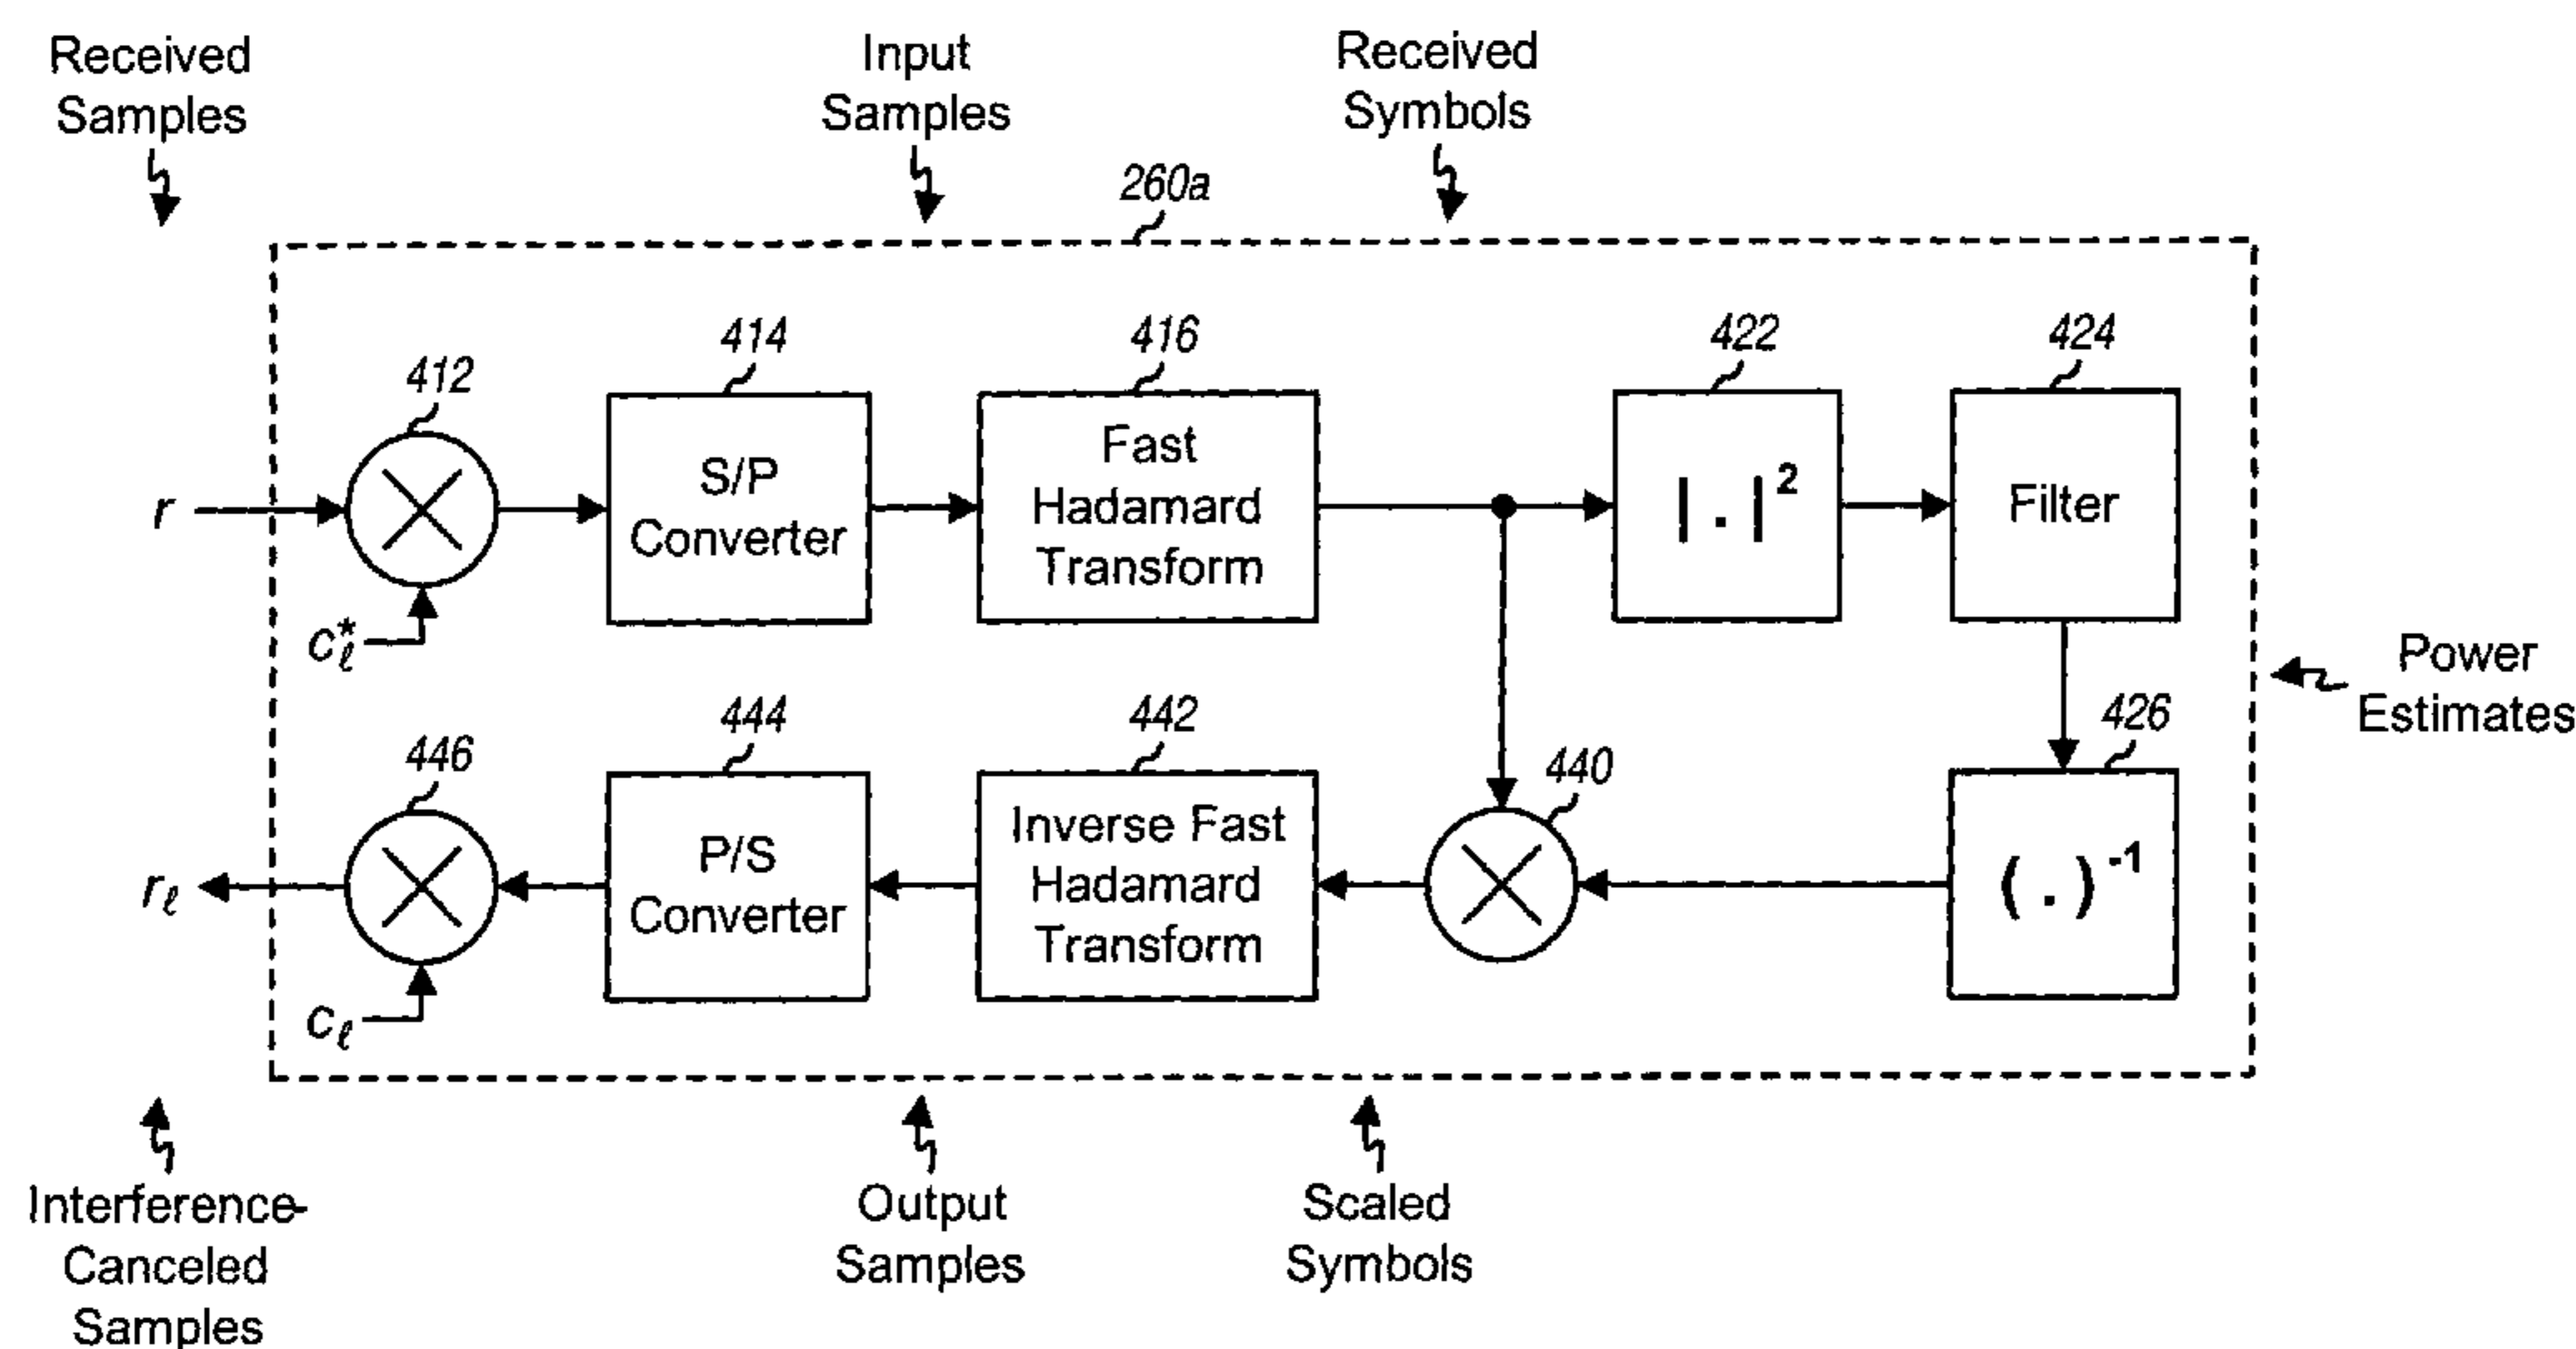 Received
Samples
Input
Samples
Received
Symbols
260a
412
414
416
422
424
r
S/P
Converter
Fast
Hadamard
Transform
| . | 2
Filter
c*ℓ
Power
Estimates
446
444
442
440
426
rℓ
P/S
Converter
Inverse Fast
Hadamard
Transform
( . ) -1
cℓ
Interference-
Canceled
Samples
Output
Samples
Scaled
Symbols